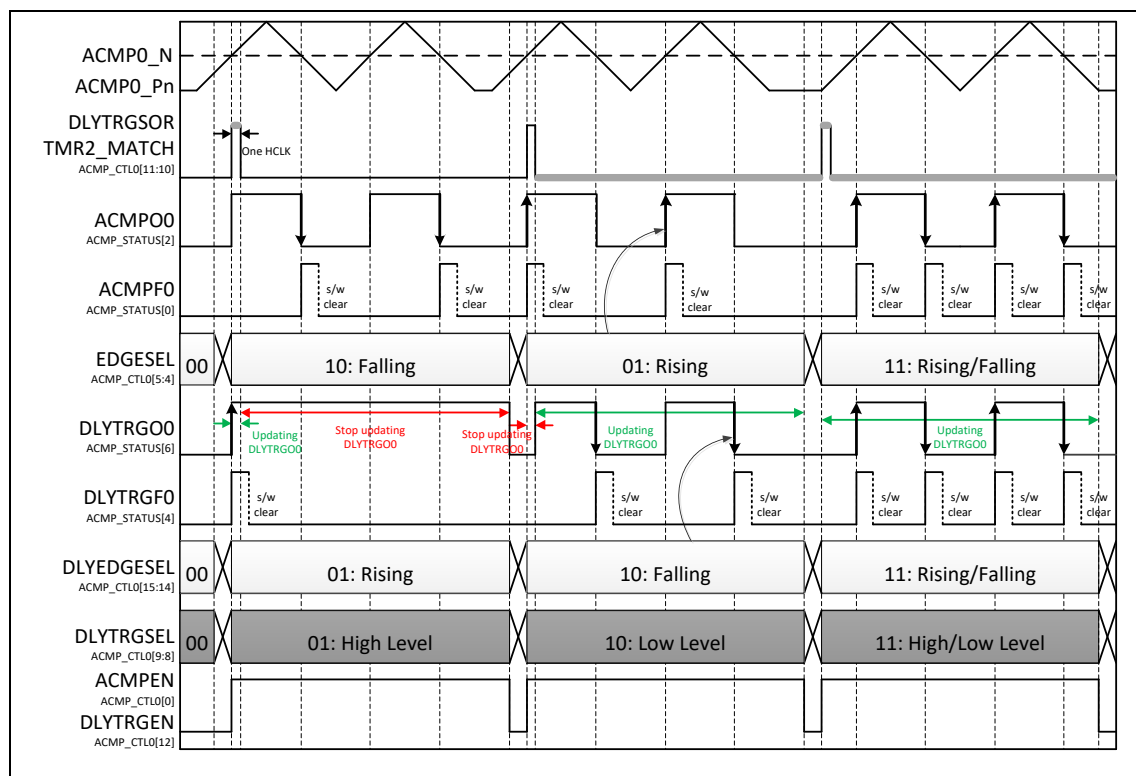 ACMP0_N
ACMP0_Pn
DLYTRGSOR
TMR2_MATCH
ACMP_CTL0[11:10]
One HCLK
ACMPO0
ACMP_STATUS[2]
ACMPF0
ACMP_STATUS[0]
s/w clear
s/w clear
s/w clear
s/w clear
s/w clear
s/w clear
s/w clear
s/w clear
EDGESEL
ACMP_CTL0[5:4]
00
10: Falling
01: Rising
11: Rising/Falling
DLYTRGO0
ACMP_STATUS[6]
Updating
DLYTRGO0
Stop updating
DLYTRGO0
Stop updating
DLYTRGO0
Updating
DLYTRGO0
Updating
DLYTRGO0
DLYTRGF0
ACMP_STATUS[4]
s/w clear
s/w clear
s/w clear
s/w clear
s/w clear
s/w clear
s/w clear
DLYEDGESEL
ACMP_CTL0[15:14]
00
01: Rising
10: Falling
11: Rising/Falling
DLYTRGSEL
ACMP_CTL0[9:8]
00
01: High Level
10: Low Level
11: High/Low Level
ACMPEN
ACMP_CTL0[0]
DLYTRGEN
ACMP_CTL0[12]